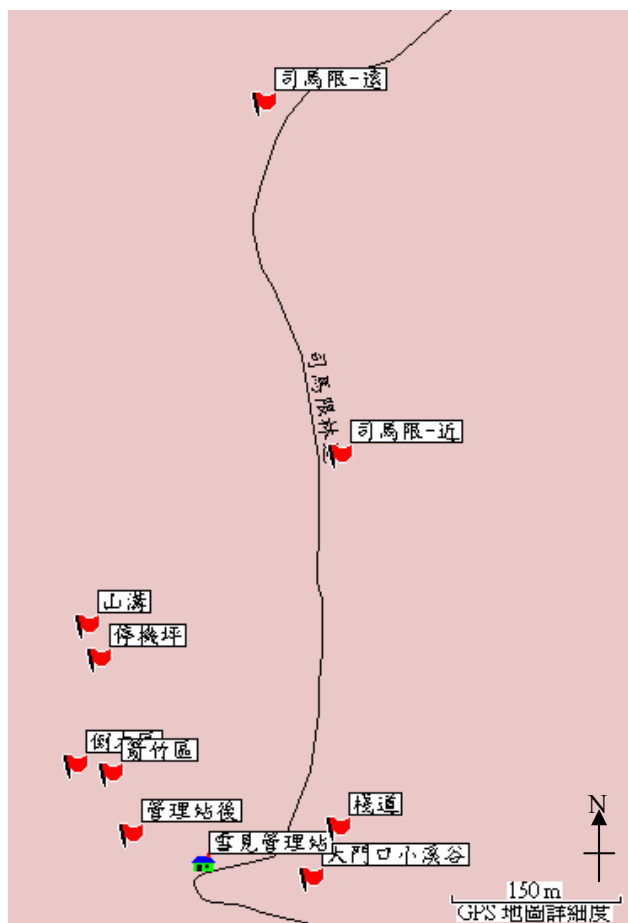 司馬限-遠
司馬限林
司馬限-近
山溝
停機坪
倒
箭竹區
管理站後
棧道
雪見管理站
大門口小溪谷
N
150 m
GPS 地圖詳細度